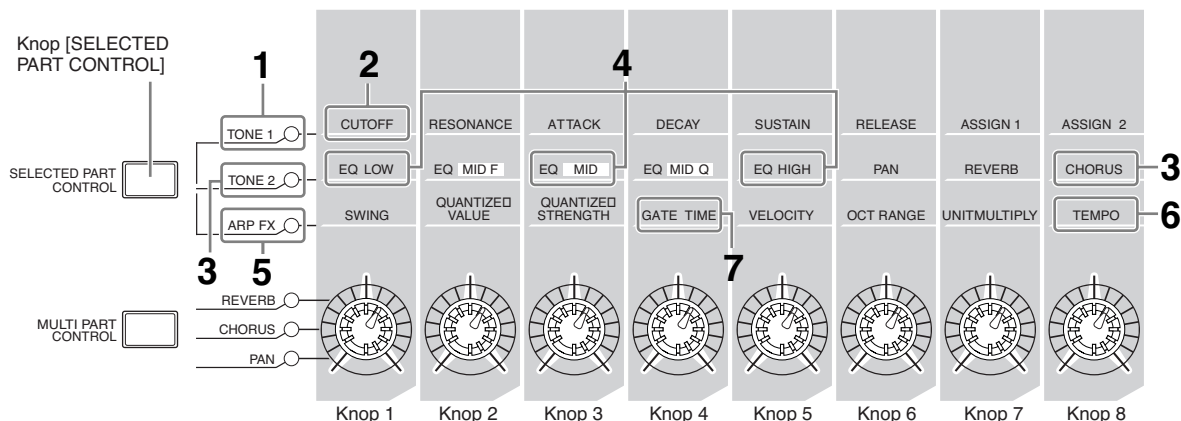 Knop [SELECTED
PART CONTROL]
1
2
4
TONE 1
CUTOFF
RESONANCE
ATTACK
DECAY
SUSTAIN
RELEASE
ASSIGN 1
ASSIGN 2
SELECTED PART
CONTROL
TONE 2
EQ LOW
EQ MID F
EQ MID
EQ MID Q
EQ HIGH
PAN
REVERB
CHORUS
3
ARP FX
SWING
QUANTIZE
VALUE
QUANTIZE
STRENGTH
GATE TIME
VELOCITY
OCT RANGE
UNITMULTIPLY
TEMPO
6
3
5
7
MULTI PART
CONTROL
REVERB
CHORUS
PAN
Knop 1
Knop 2
Knop 3
Knop 4
Knop 5
Knop 6
Knop 7
Knop 8